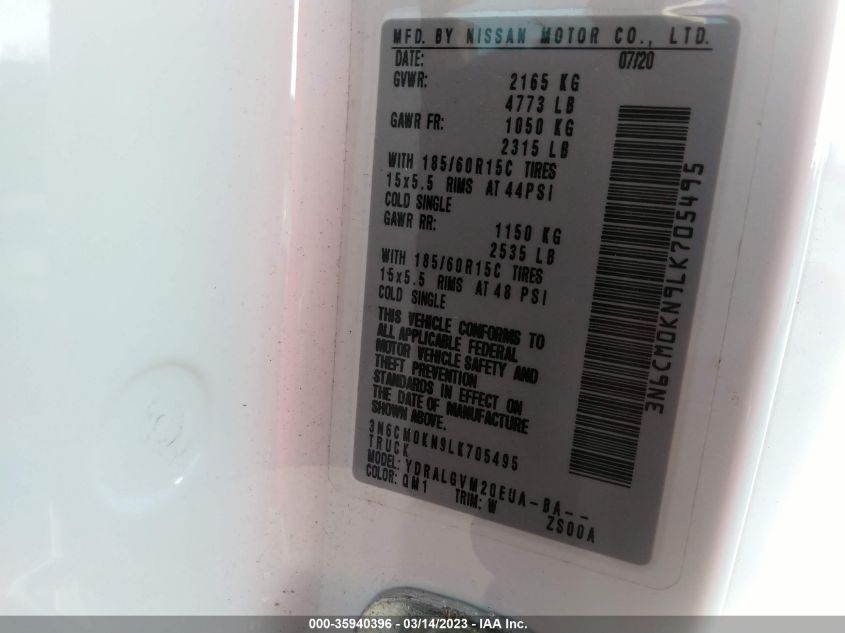 MFD. BY NISSAN MOTOR CO., LTD.
DATE: 07/20
GVWR: 2165 KG
4773 LB
GAWR FR: 1050 KG
2315 LB
WITH 185/60R15C TIRES
15x5.5 RIMS AT 44PSI
COLD SINGLE
GAWR RR: 1150 KG
2535 LB
WITH 185/60R15C TIRES
15x5.5 RIMS AT 48 PSI
COLD SINGLE
THIS VEHICLE CONFORMS TO
ALL APPLICABLE FEDERAL
MOTOR VEHICLE SAFETY AND
THEFT PREVENTION
STANDARDS IN EFFECT ON
THE DATE OF MANUFACTURE
SHOWN ABOVE.
3N6CM0KN9LK705495
TRUCK
MODEL: YDRALGVM20EUA-BA--
COLOR: QM1 TRIM: W ZS00A
3N6CM0KN9LK705495
000-35940396 - 03/14/2023 - IAAI Inc.